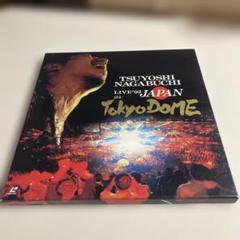 TSUYOSHI
NAGABUCHI
LIVE'92 JAPAN
IN
Tokyo DOME